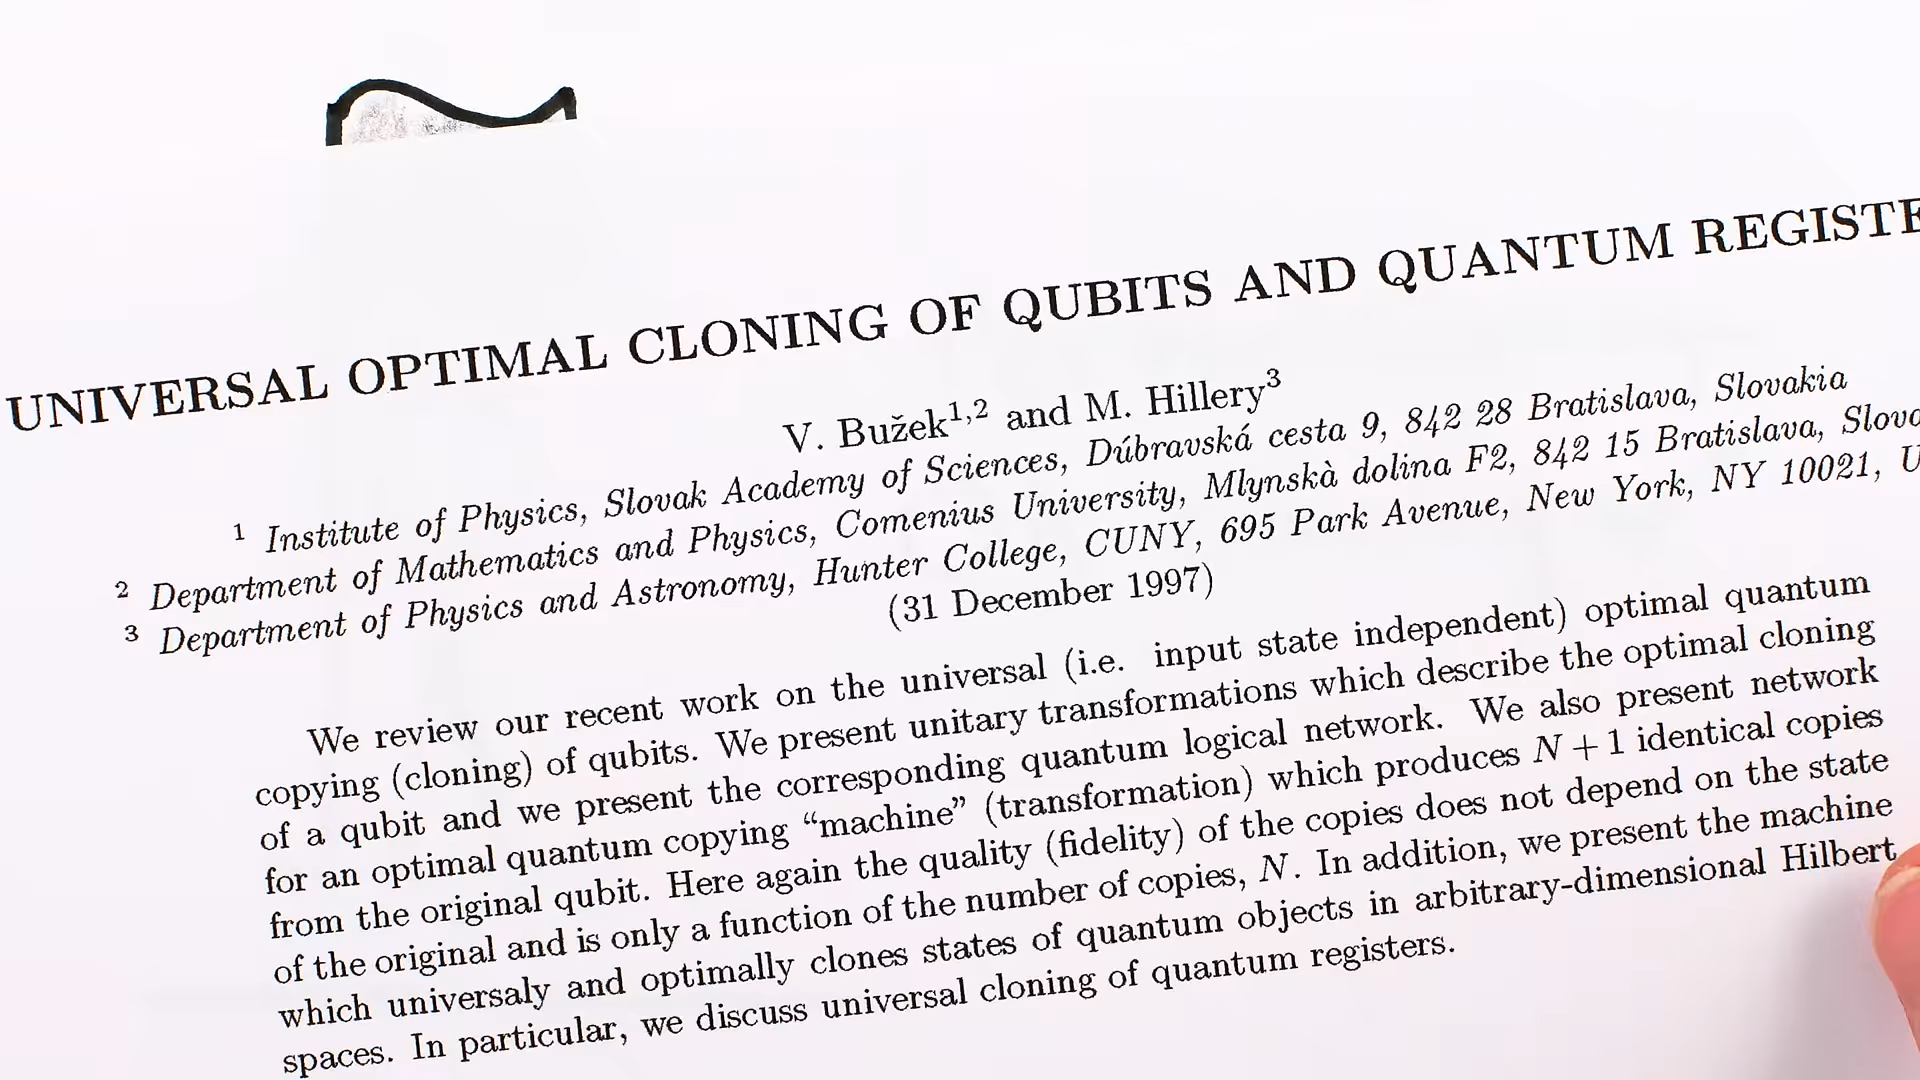 UNIVERSAL OPTIMAL CLONING OF QUBITS AND QUANTUM REGISTE
V. Bužek1,2 and M. Hillery3
1 Institute of Physics, Slovak Academy of Sciences, Dúbravská cesta 9, 842 28 Bratislava, Slovakia
2 Department of Mathematics and Physics, Comenius University, Mlynskà dolina F2, 842 15 Bratislava, Slova
3 Department of Physics and Astronomy, Hunter College, CUNY, 695 Park Avenue, New York, NY 10021, U
(31 December 1997)
We review our recent work on the universal (i.e. input state independent) optimal quantum
copying (cloning) of qubits. We present unitary transformations which describe the optimal cloning
of a qubit and we present the corresponding quantum logical network. We also present network
for an optimal quantum copying “machine” (transformation) which produces N + 1 identical copies
from the original qubit. Here again the quality (fidelity) of the copies does not depend on the state
of the original and is only a function of the number of copies, N. In addition, we present the machine
which universaly and optimally clones states of quantum objects in arbitrary-dimensional Hilbert
spaces. In particular, we discuss universal cloning of quantum registers.